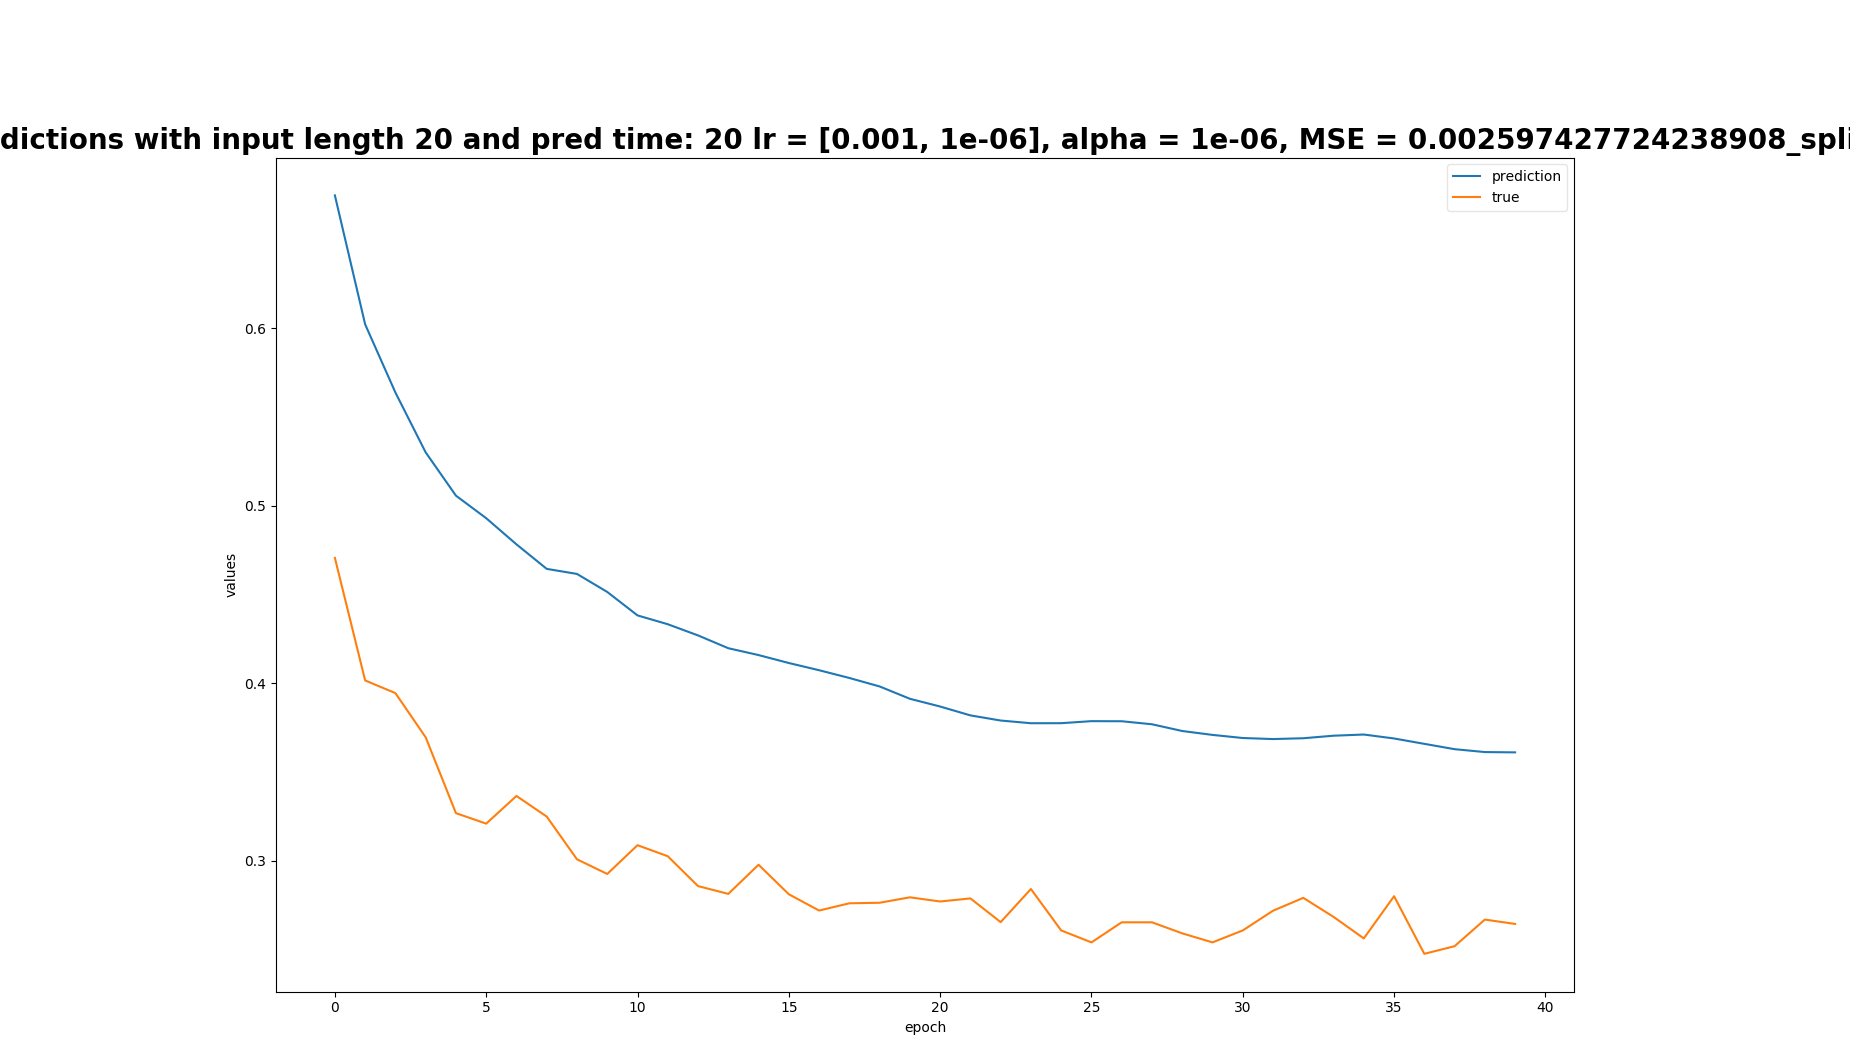 dictions with input length 20 and pred time: 20 lr = [0.001, 1e-06], alpha = 1e-06, MSE = 0.002597427724238908_spli
prediction
true
0.6
0.5
0.4
0.3
values
0 5 10 15 20 25 30 35 40
epoch